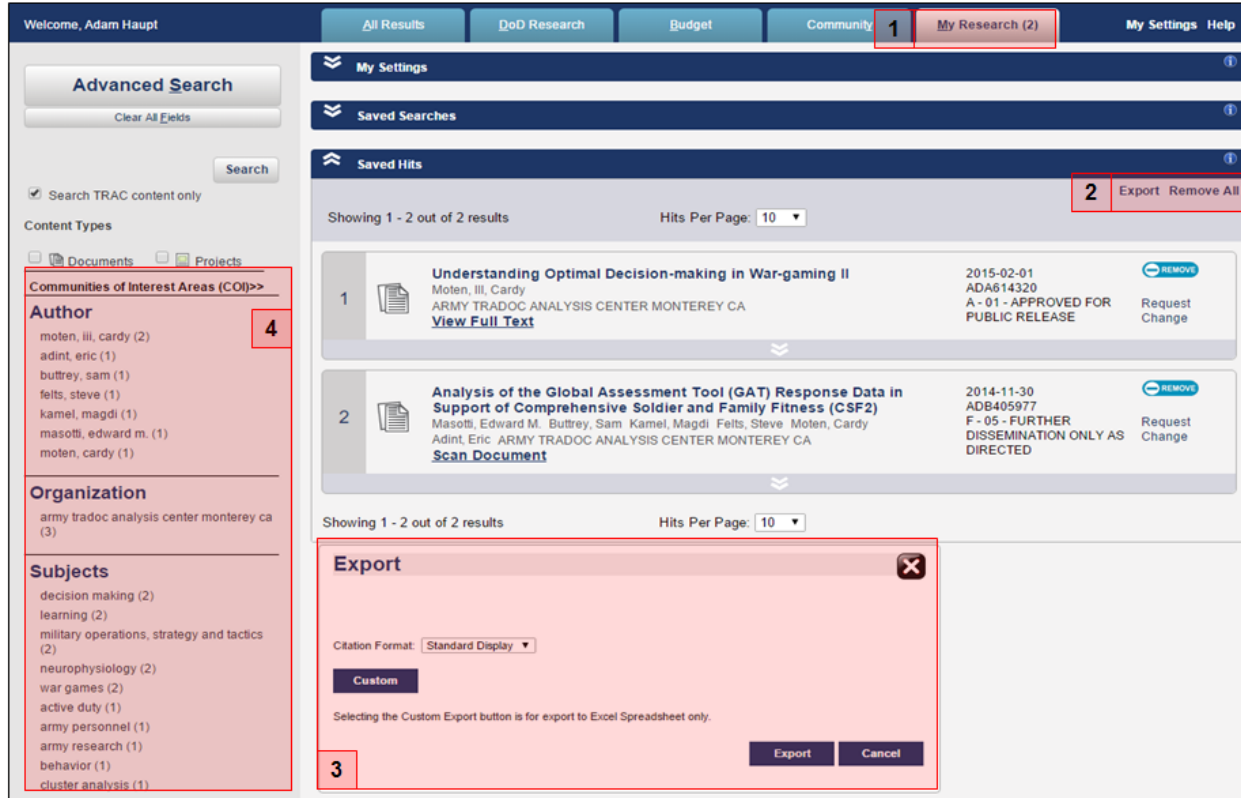 Welcome, Adam Haupt
All Results
DoD Research
Budget
Community
1
My Research (2)
My Settings Help
Advanced Search
Clear All Fields
Search
Search TRAC content only
Content Types
Documents Projects
Communities of Interest Areas (COI)>>
4
Author
moten, iii, cardy (2)
adint, eric (1)
buttrey, sam (1)
felts, steve (1)
kamel, magdi (1)
masotti, edward m. (1)
moten, cardy (1)
Organization
army tradoc analysis center monterey ca
(3)
Subjects
decision making (2)
learning (2)
military operations, strategy and tactics
(2)
neurophysiology (2)
war games (2)
active duty (1)
army personnel (1)
army research (1)
behavior (1)
cluster analysis (1)
My Settings
Saved Searches
Saved Hits
2
Export Remove All
Showing 1 - 2 out of 2 results
Hits Per Page: 10
1
Understanding Optimal Decision-making in War-gaming II
Moten, III, Cardy
ARMY TRADOC ANALYSIS CENTER MONTEREY CA
View Full Text
2015-02-01
ADA614320
A - 01 - APPROVED FOR
PUBLIC RELEASE
REMOVE
Request
Change
2
Analysis of the Global Assessment Tool (GAT) Response Data in
Support of Comprehensive Soldier and Family Fitness (CSF2)
Masotti, Edward M. Buttrey, Sam Kamel, Magdi Felts, Steve Moten, Cardy
Adint, Eric ARMY TRADOC ANALYSIS CENTER MONTEREY CA
Scan Document
2014-11-30
ADB405977
F - 05 - FURTHER
DISSEMINATION ONLY AS
DIRECTED
REMOVE
Request
Change
Showing 1 - 2 out of 2 results
Hits Per Page: 10
Export
Citation Format: Standard Display
Custom
Selecting the Custom Export button is for export to Excel Spreadsheet only.
Export
Cancel
3